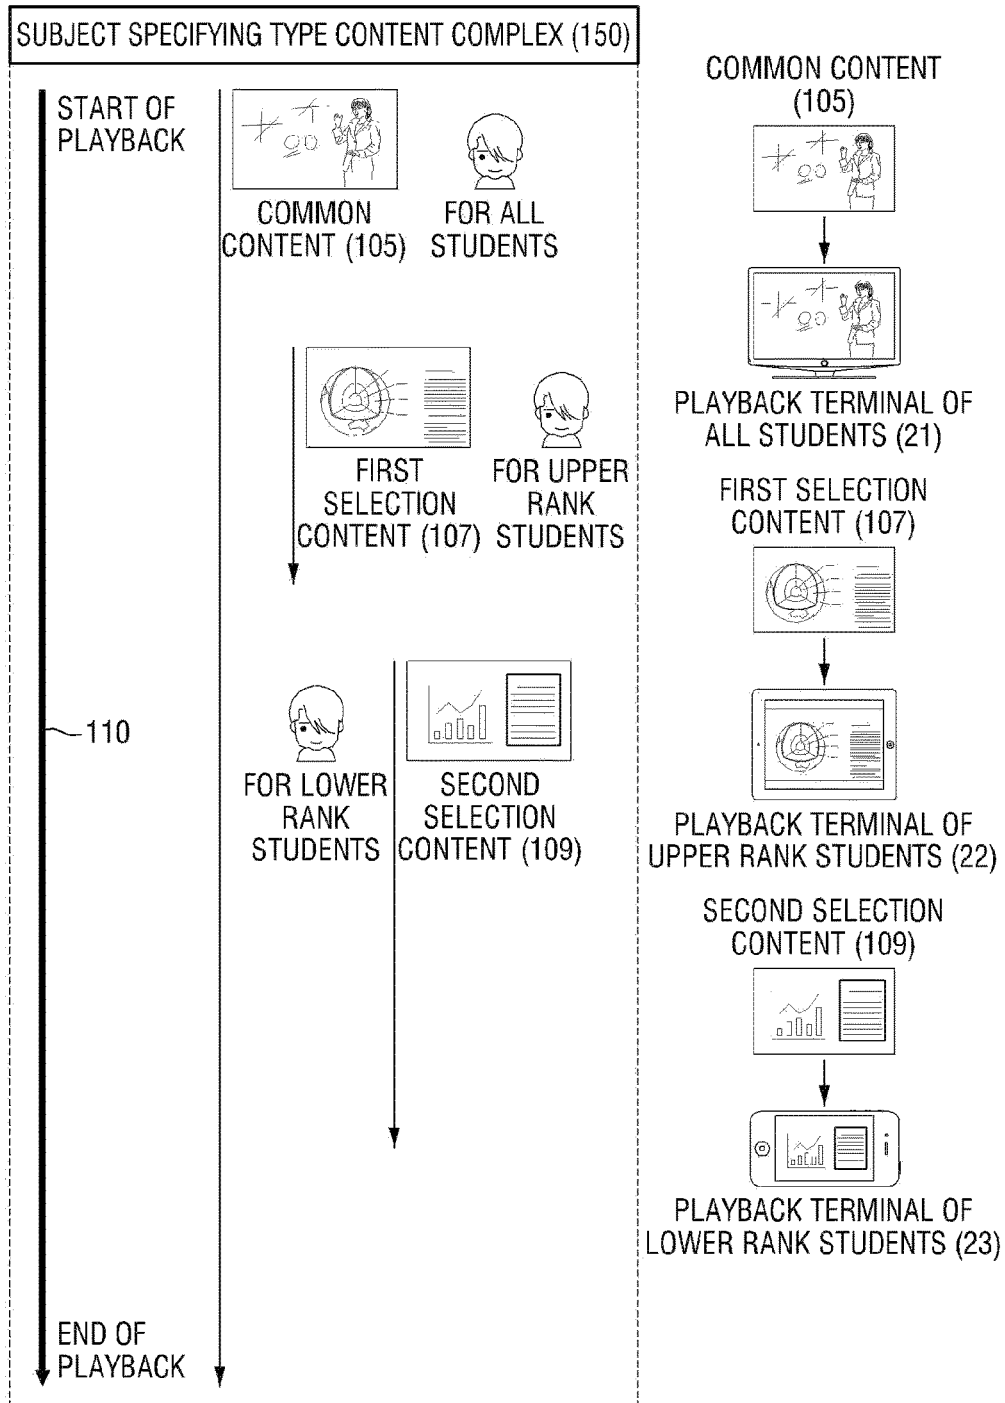 SUBJECT SPECIFYING TYPE CONTENT COMPLEX (150)
START OF
PLAYBACK
COMMON
CONTENT (105)
FOR ALL
STUDENTS
FIRST
SELECTION
CONTENT (107)
FOR UPPER
RANK
STUDENTS
110
FOR LOWER
RANK
STUDENTS
SECOND
SELECTION
CONTENT (109)
END OF
PLAYBACK
COMMON CONTENT
(105)
PLAYBACK TERMINAL OF
ALL STUDENTS (21)
FIRST SELECTION
CONTENT (107)
PLAYBACK TERMINAL OF
UPPER RANK STUDENTS (22)
SECOND SELECTION
CONTENT (109)
PLAYBACK TERMINAL OF
LOWER RANK STUDENTS (23)